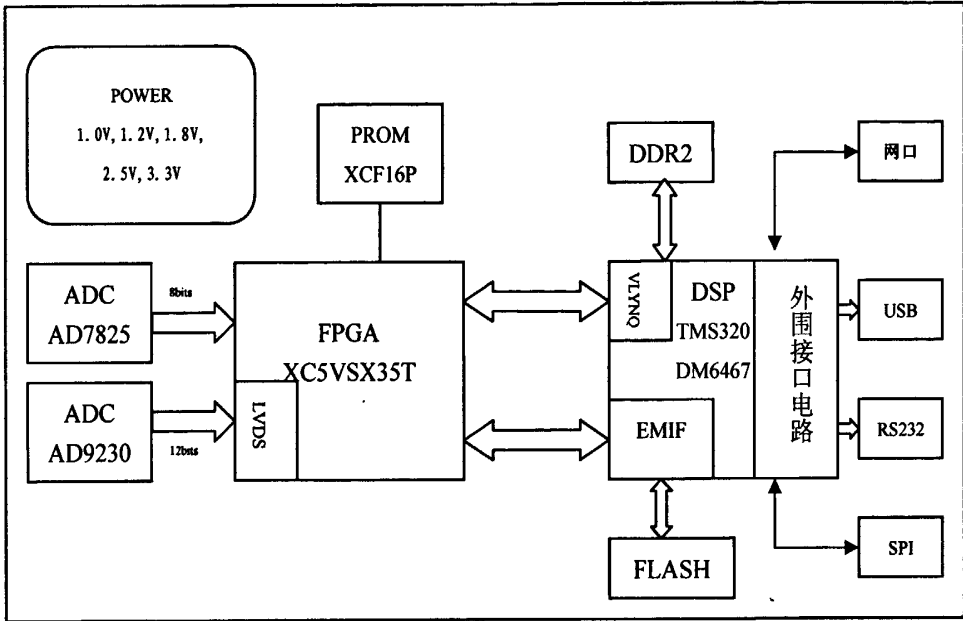 POWER
1.0V, 1.2V, 1.8V,
2.5V, 3.3V
PROM
XCF16P
DDR2
网口
ADC
AD7825
8bits
FPGA
XC5VSX35T
VLYNQ
DSP
TMS320
DM6467
外围接口电路
USB
ADC
AD9230
12bits
LVDS
EMIF
RS232
FLASH
SPI